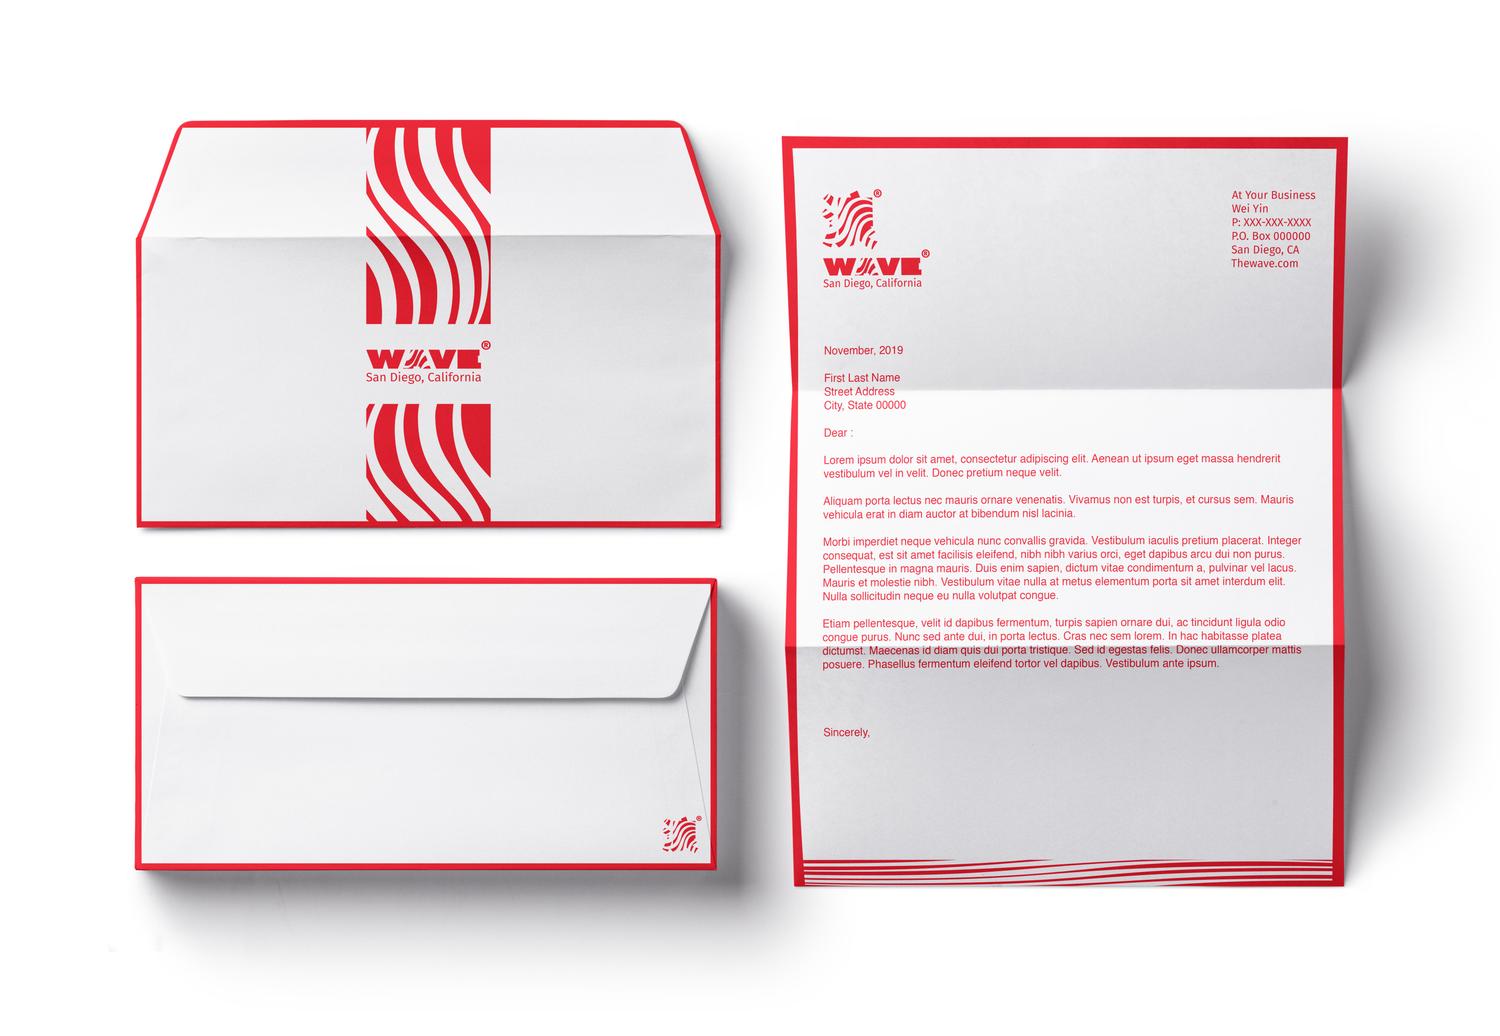 WAVE®
San Diego, California
®
®
WAVE®
San Diego, California
At Your Business
Wei Yin
P: XXX-XXX-XXXX
P.O. Box 000000
San Diego, CA
Thewave.com
November, 2019
First Last Name
Street Address
City, State 00000
Dear :
Lorem ipsum dolor sit amet, consectetur adipiscing elit. Aenean ut ipsum eget massa hendrerit
vestibulum vel in velit. Donec pretium neque velit.
Aliquam porta lectus nec mauris ornare venenatis. Vivamus non est turpis, et cursus sem. Mauris
vehicula erat in diam auctor at bibendum nisl lacinia.
Morbi imperdiet neque vehicula nunc convallis gravida. Vestibulum iaculis pretium placerat. Integer
consequat, est sit amet facilisis eleifend, nibh nibh varius orci, eget dapibus arcu dui non purus.
Pellentesque in magna mauris. Duis enim sapien, dictum vitae condimentum a, pulvinar vel lacus.
Mauris et molestie nibh. Vestibulum vitae nulla at metus elementum porta sit amet interdum elit.
Nulla sollicitudin neque eu nulla volutpat congue.
Etiam pellentesque, velit id dapibus fermentum, turpis sapien ornare dui, ac tincidunt ligula odio
congue purus. Nunc sed ante dui, in porta lectus. Cras nec sem lorem. In hac habitasse platea
dictumst. Maecenas id diam quis dui porta tristique. Sed id egestas felis. Donec ullamcorper mattis
posuere. Phasellus fermentum eleifend tortor vel dapibus. Vestibulum ante ipsum.
Sincerely,